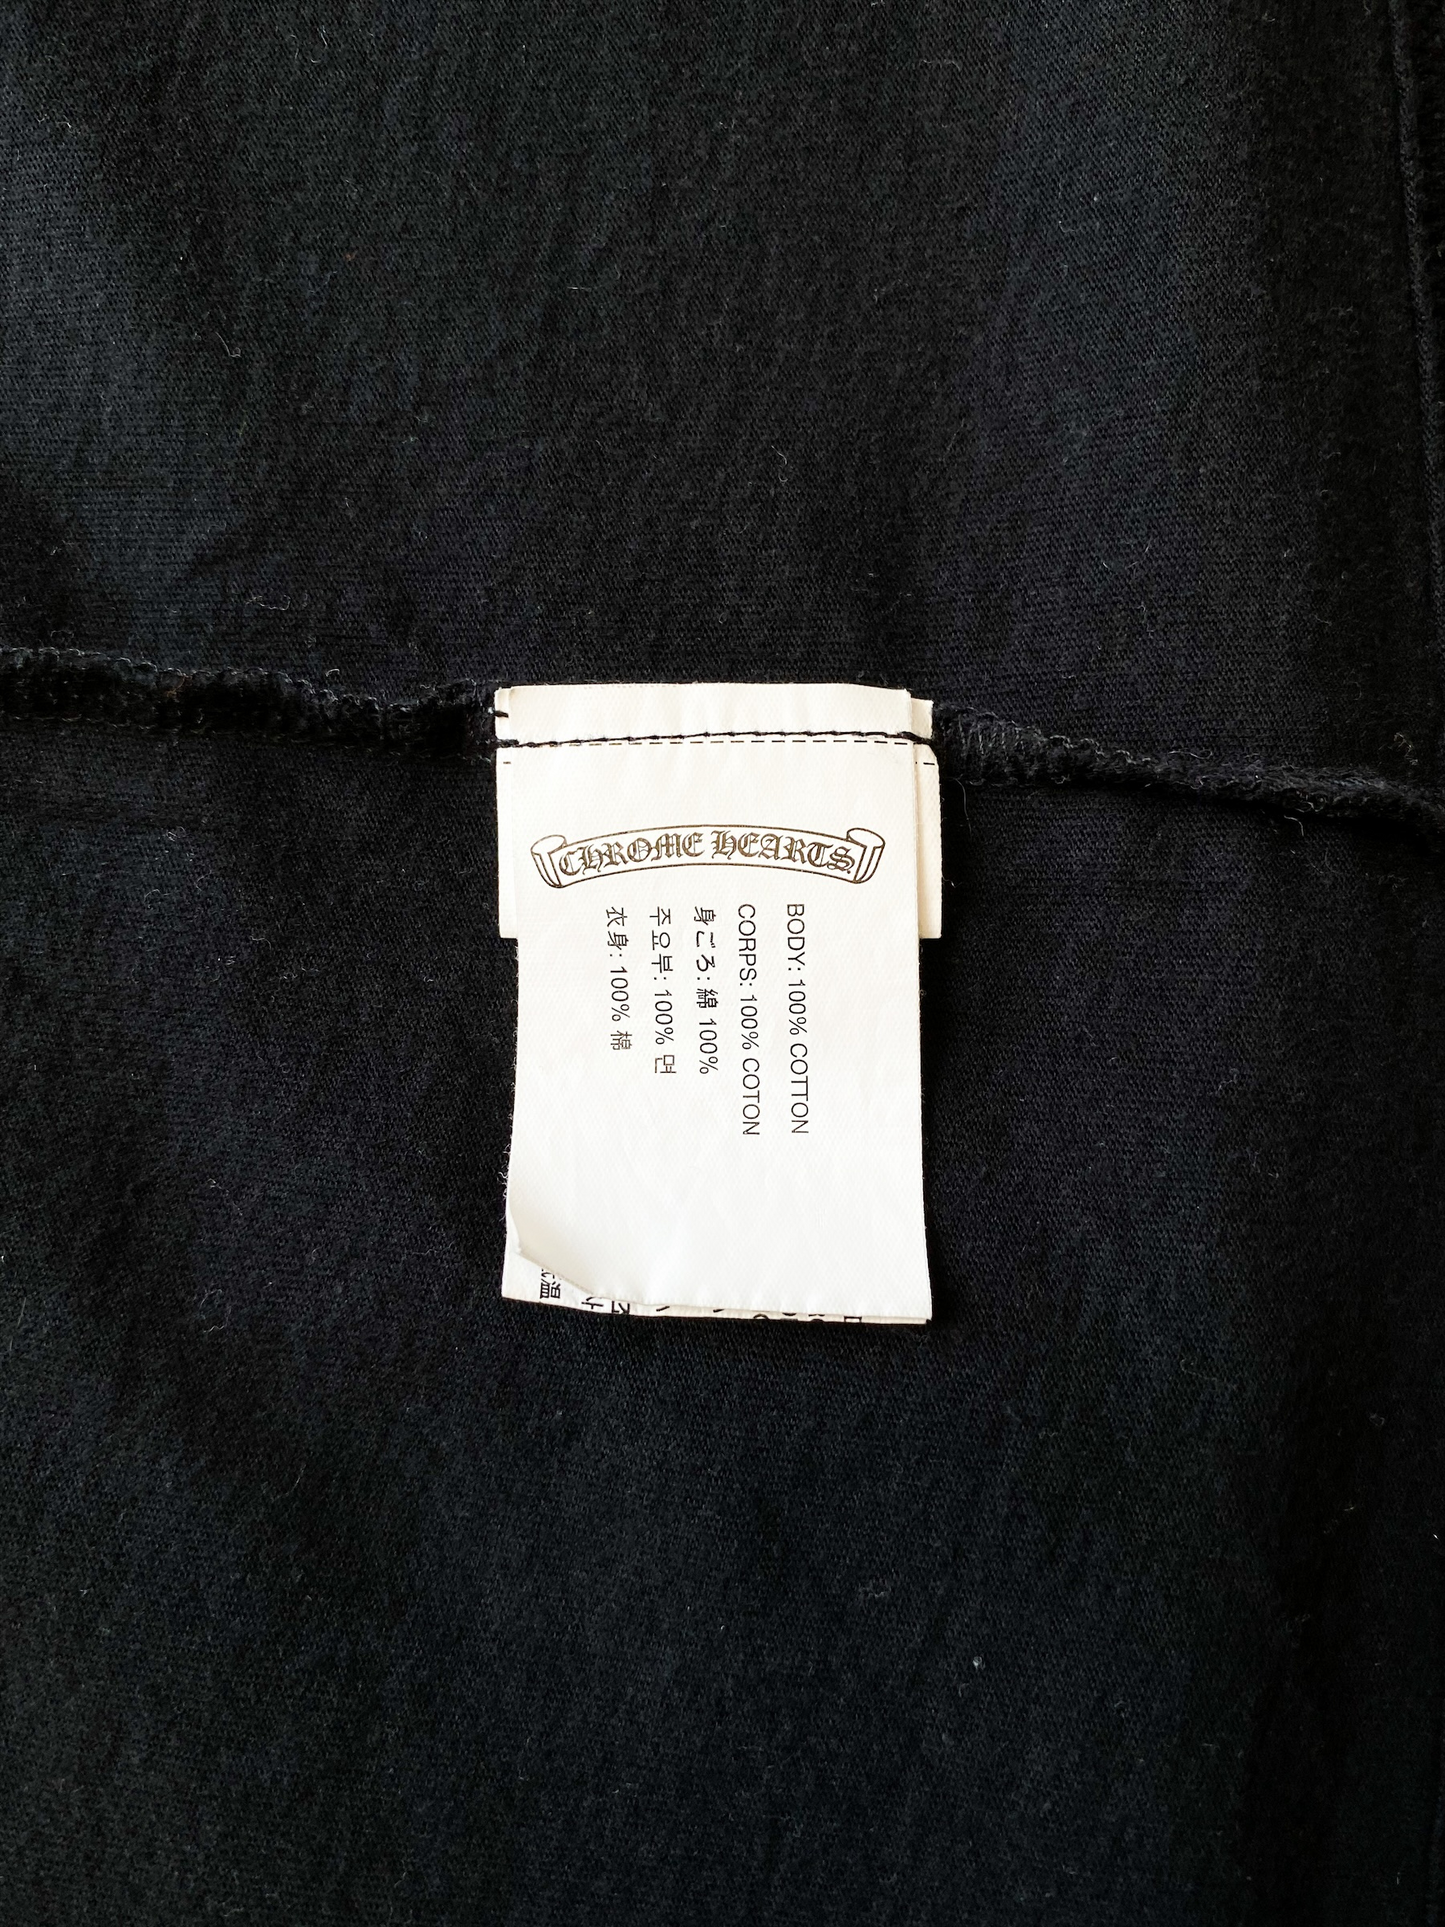 CHROME HEARTS
BODY: 100% COTTON
CORPS: 100% COTON
身ごろ: 綿 100%
주요부: 100% 면
衣身: 100% 棉
温